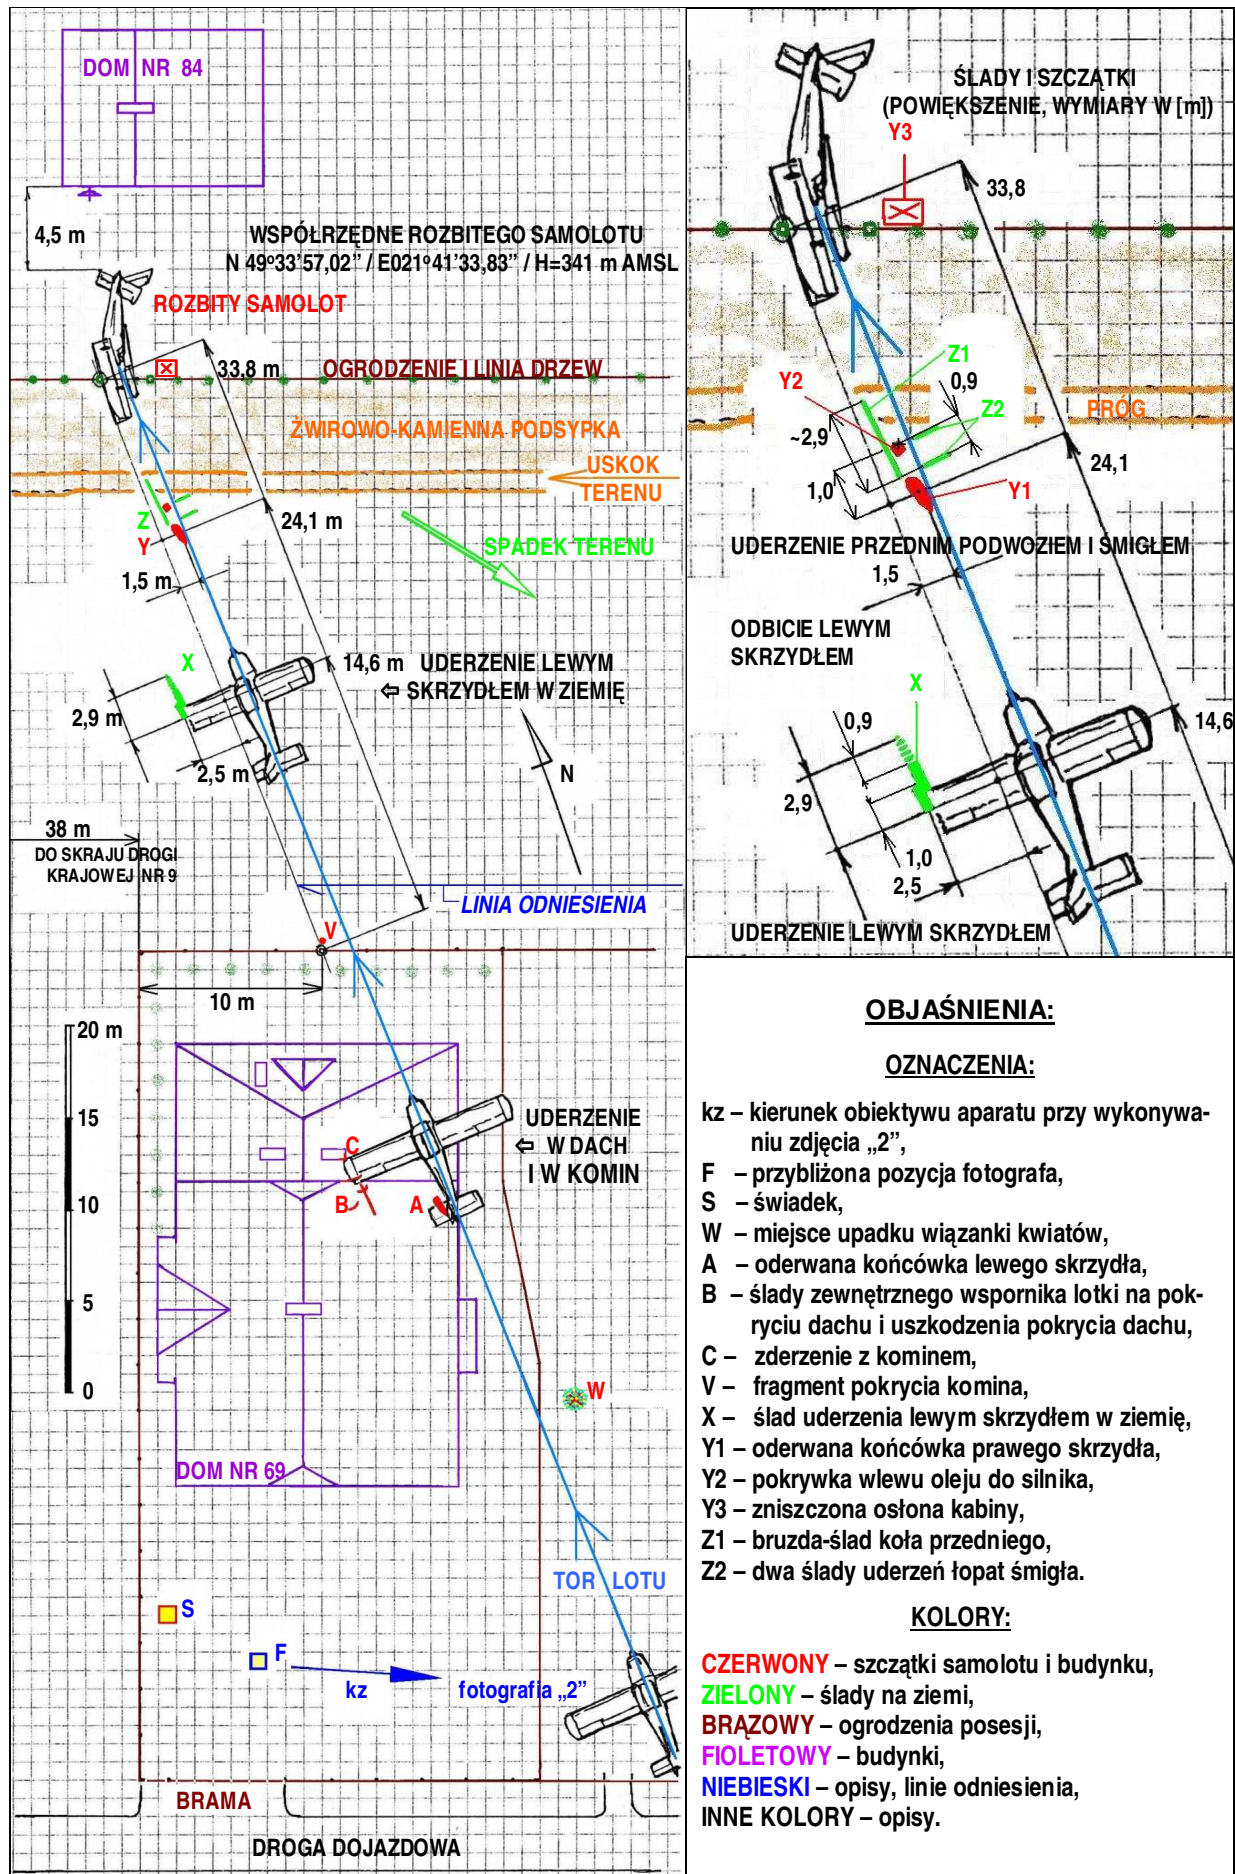 DOM NR 84
4,5 m
WSPÓŁRZĘDNE ROZBITEGO SAMOLOTU
N 49º33’57,02” / E021º41’33,83” / H=341 m AMSL
ROZBITY SAMOLOT
33,8 m
OGRODZENIE I LINIA DRZEW
ŻWIROWO-KAMIENNA PODSYPKA
USKOK
TERENU
24,1 m
Z
Y
SPADEK TERENU
1,5 m
X
14,6 m UDERZENIE LEWYM
⇦ SKRZYDŁEM W ZIEMIĘ
2,9 m
2,5 m
N
38 m
DO SKRAJU DROGI
KRAJOWEJ NR 9
LINIA ODNIESIENIA
V
10 m
20 m
15
10
5
0
UDERZENIE
⇦ W DACH
I W KOMIN
C
B
A
W
DOM NR 69
TOR LOTU
S
F
kz
fotografia „2”
BRAMA
DROGA DOJAZDOWA
ŚLADY I SZCZĄTKI
(POWIĘKSZENIE, WYMIARY W [m])
Y3
33,8
Z1
Y2
0,9
Z2
PRÓG
~2,9
24,1
1,0
Y1
UDERZENIE PRZEDNIM PODWOZIEM I ŚMIGŁEM
1,5
ODBICIE LEWYM
SKRZYDŁEM
X
0,9
14,6
2,9
1,0
2,5
UDERZENIE LEWYM SKRZYDŁEM
OBJAŚNIENIA:
OZNACZENIA:
kz – kierunek obiektywu aparatu przy wykonywa-
niu zdjęcia „2”,
F – przybliżona pozycja fotografa,
S – świadek,
W – miejsce upadku wiązanki kwiatów,
A – oderwana końcówka lewego skrzydła,
B – ślady zewnętrznego wspornika lotki na pok-
ryciu dachu i uszkodzenia pokrycia dachu,
C – zderzenie z kominem,
V – fragment pokrycia komina,
X – ślad uderzenia lewym skrzydłem w ziemię,
Y1 – oderwana końcówka prawego skrzydła,
Y2 – pokrywka wlewu oleju do silnika,
Y3 – zniszczona osłona kabiny,
Z1 – bruzda-ślad koła przedniego,
Z2 – dwa ślady uderzeń łopat śmigła.
KOLORY:
CZERWONY – szczątki samolotu i budynku,
ZIELONY – ślady na ziemi,
BRĄZOWY – ogrodzenia posesji,
FIOLETOWY – budynki,
NIEBIESKI – opisy, linie odniesienia,
INNE KOLORY – opisy.